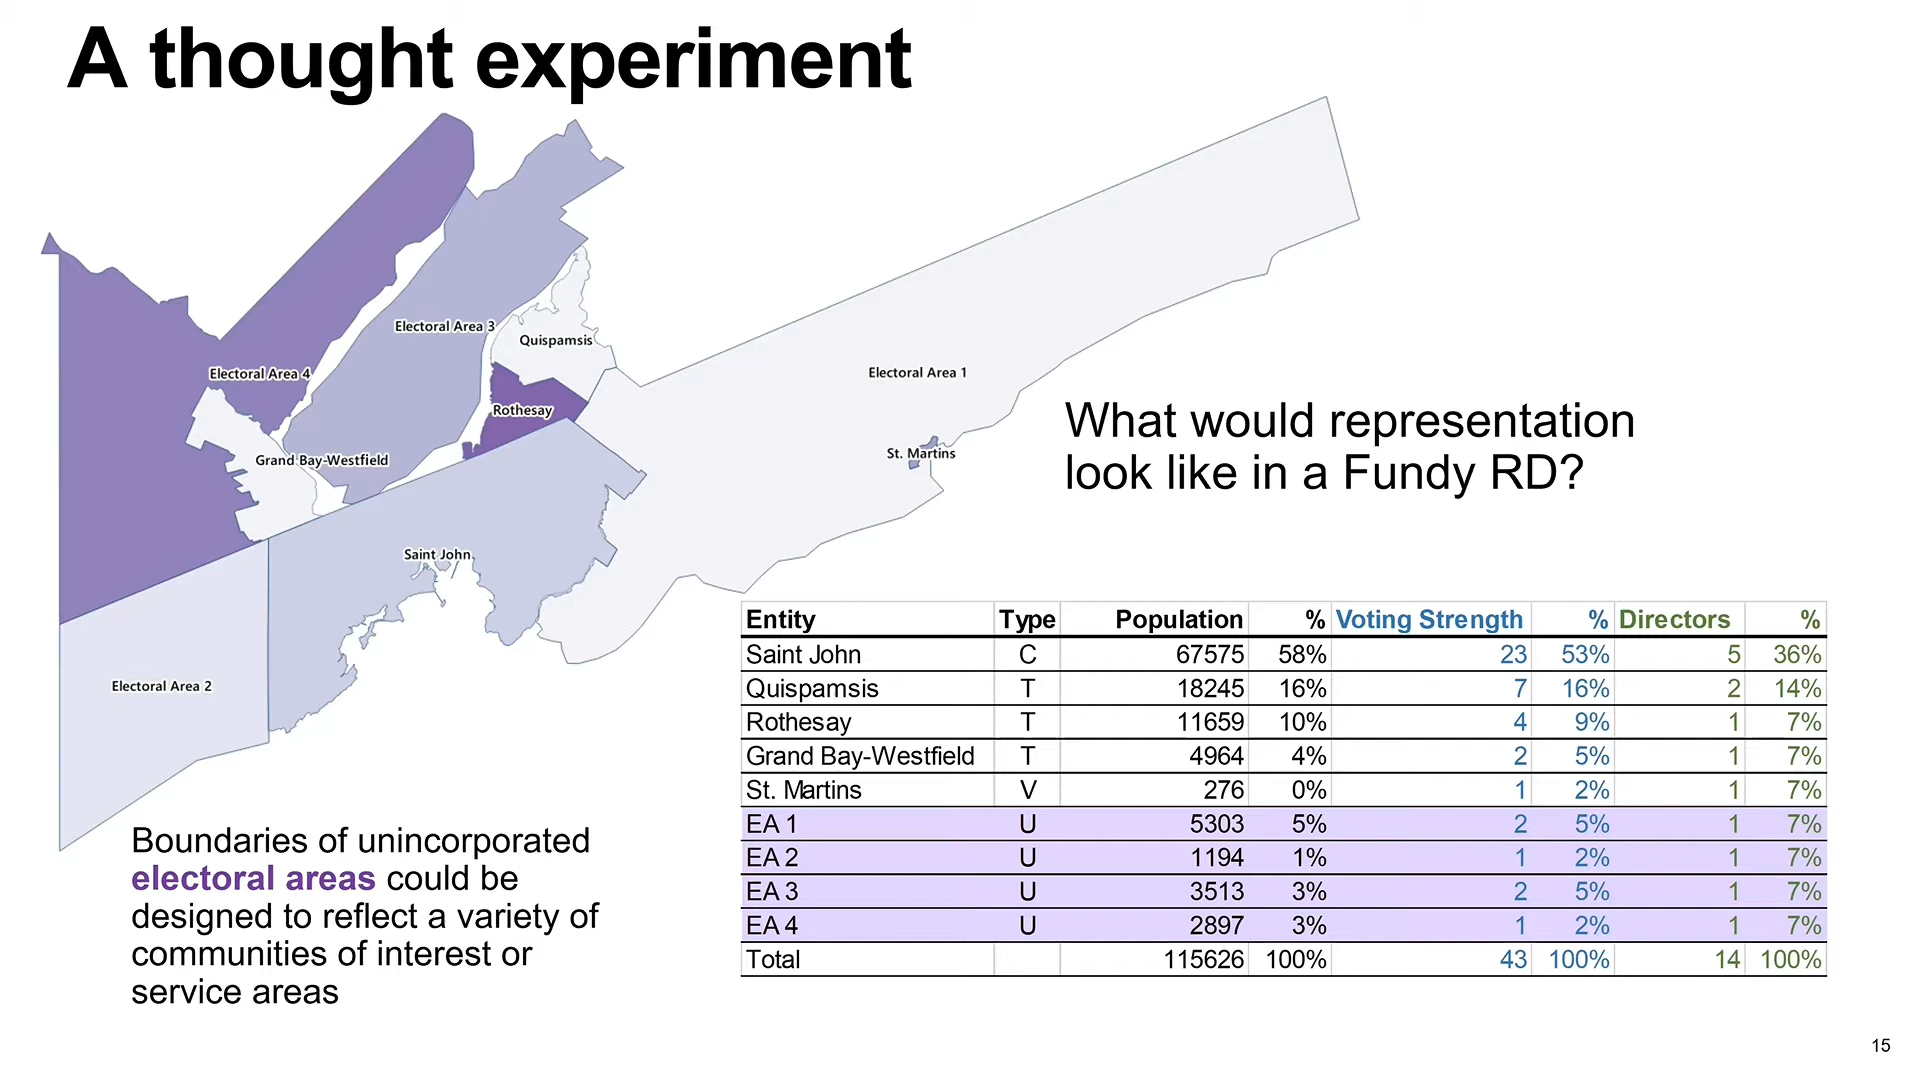 A thought experiment
Electoral Area 3
Quispamsis
Electoral Area 4
Electoral Area 1
Rothesay
Grand Bay-Westfield
St. Martins
What would representation
look like in a Fundy RD?
Saint John
Electoral Area 2
Entity Type Population % Voting Strength % Directors %
Saint John C 67575 58% 23 53% 5 36%
Quispamsis T 18245 16% 7 16% 2 14%
Rothesay T 11659 10% 4 9% 1 7%
Grand Bay-Westfield T 4964 4% 2 5% 1 7%
St. Martins V 276 0% 1 2% 1 7%
EA 1 U 5303 5% 2 5% 1 7%
EA 2 U 1194 1% 1 2% 1 7%
EA 3 U 3513 3% 2 5% 1 7%
EA 4 U 2897 3% 1 2% 1 7%
Total 115626 100% 43 100% 14 100%
Boundaries of unincorporated
electoral areas could be
designed to reflect a variety of
communities of interest or
service areas
15